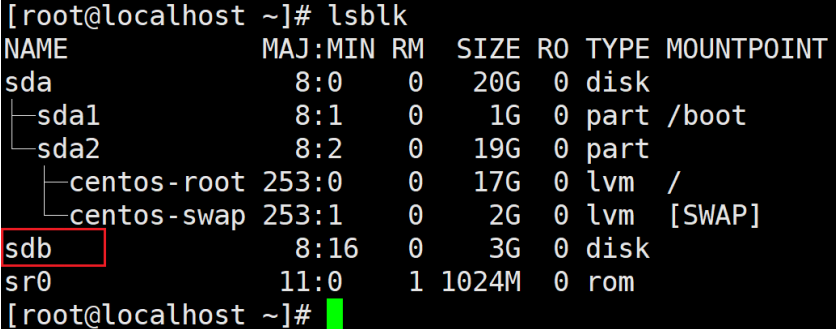 [root@localhost ~]# lsblk
NAME            MAJ:MIN RM  SIZE RO TYPE MOUNTPOINT
sda               8:0    0   20G  0 disk
├─sda1            8:1    0    1G  0 part /boot
└─sda2            8:2    0   19G  0 part
  ├─centos-root 253:0    0   17G  0 lvm  /
  └─centos-swap 253:1    0    2G  0 lvm  [SWAP]
sdb               8:16   0    3G  0 disk
sr0              11:0    1 1024M  0 rom
[root@localhost ~]#